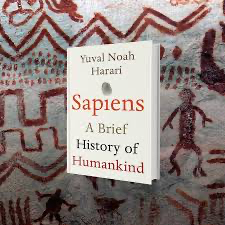 Yuval Noah
Harari
Sapiens
A Brief
History of
Humankind